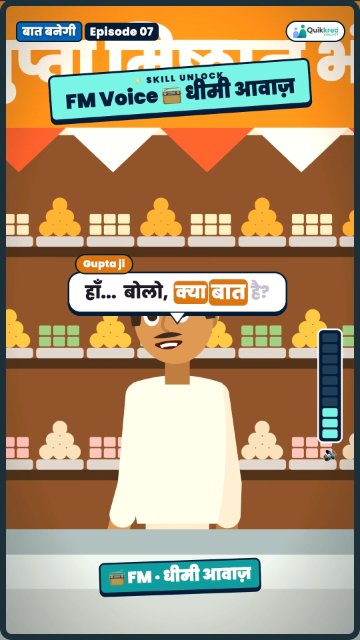 बात बनेगी Episode 07
Quikkred
मिष्ठान भं
SKILL UNLOCK
FM Voice 📻 धीमी आवाज़
Gupta ji
हाँ... बोलो, क्या बात है?
📻 FM · धीमी आवाज़